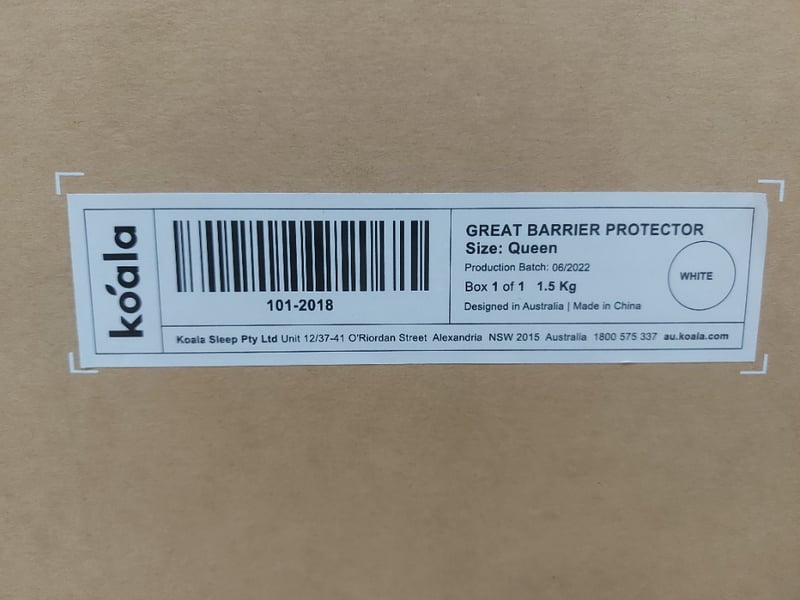 koala
101-2018
GREAT BARRIER PROTECTOR
Size: Queen
Production Batch: 06/2022
Box 1 of 1 1.5 Kg
Designed in Australia | Made in China
WHITE
Koala Sleep Pty Ltd Unit 12/37-41 O'Riordan Street Alexandria NSW 2015 Australia 1800 575 337 au.koala.com